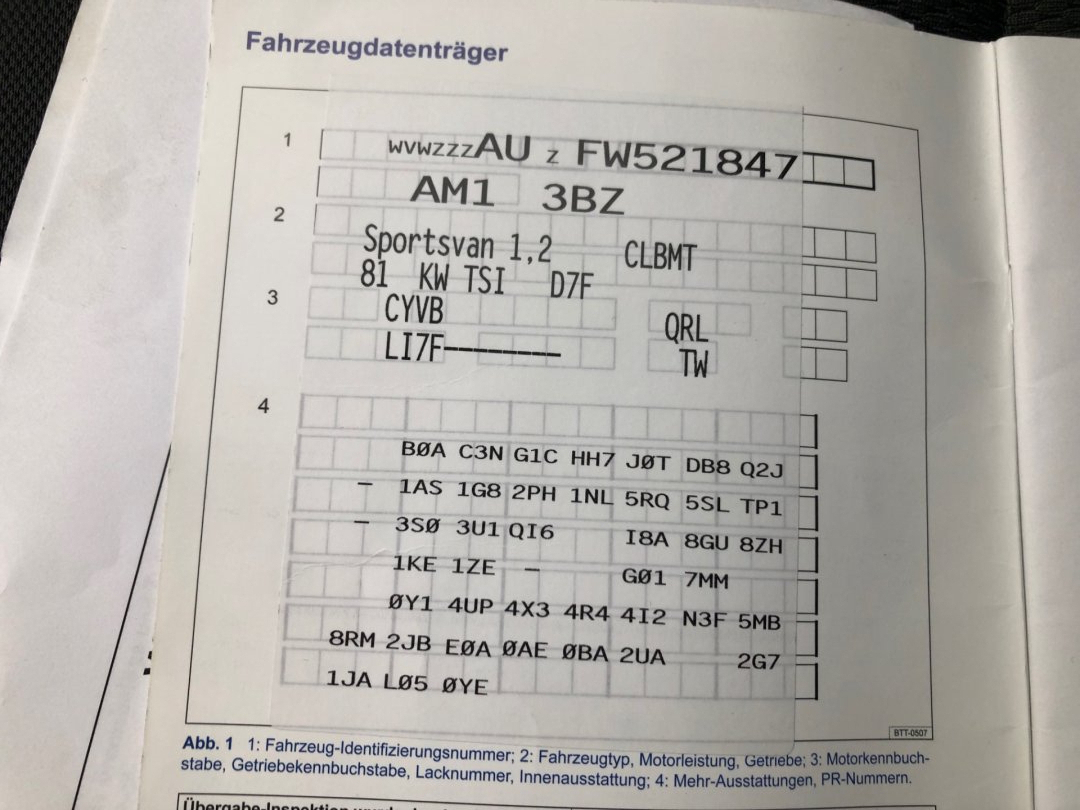 Fahrzeugdatenträger
1 WVWZZZAU Z FW521847
AM1 3BZ
2 Sportsvan 1,2 CLBMT
81 KW TSI D7F
3 CYVB QRL
LI7F-------- TW
4
BØA C3N G1C HH7 JØT DB8 Q2J
- 1AS 1G8 2PH 1NL 5RQ 5SL TP1
- 3SØ 3U1 QI6 I8A 8GU 8ZH
1KE 1ZE - GØ1 7MM
ØY1 4UP 4X3 4R4 4I2 N3F 5MB
8RM 2JB EØA ØAE ØBA 2UA 2G7
1JA LØ5 ØYE
BTT-0507
Abb. 1 1: Fahrzeug-Identifizierungsnummer; 2: Fahrzeugtyp, Motorleistung, Getriebe; 3: Motorkennbuch-
stabe, Getriebekennbuchstabe, Lacknummer, Innenausstattung; 4: Mehr-Ausstattungen, PR-Nummern.
Übergabe-Inspektion